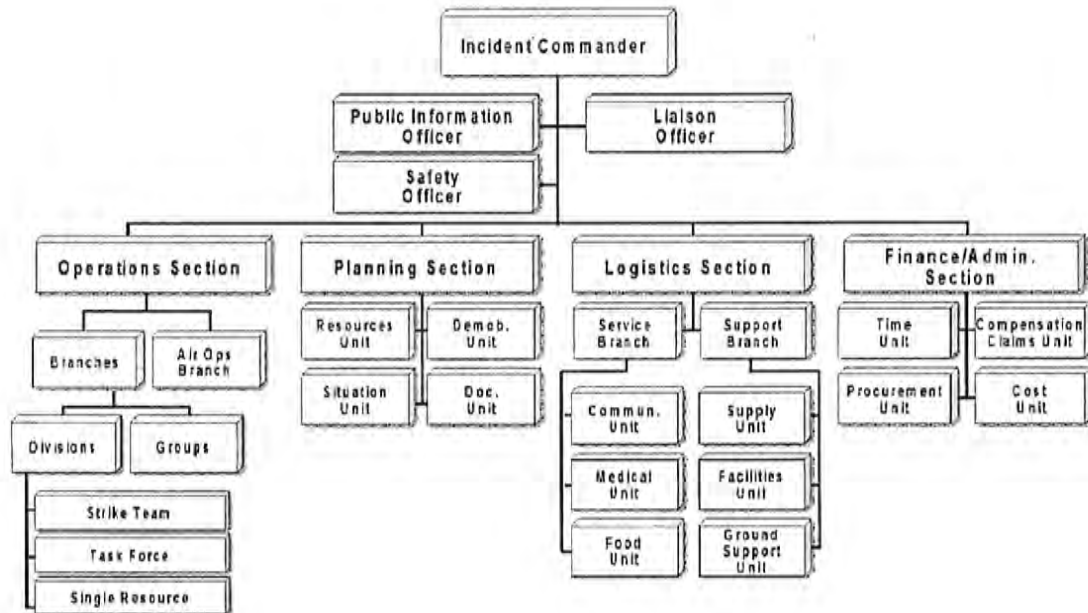 Incident Commander
Public Information
Officer
Liaison
Officer
Safety
Officer
Operations Section
Planning Section
Logistics Section
Finance/Admin.
Section
Branches
Air Ops
Branch
Divisions
Groups
Strike Team
Task Force
Single Resource
Resources
Unit
Demob.
Unit
Situation
Unit
Doc.
Unit
Service
Branch
Support
Branch
Commun.
Unit
Supply
Unit
Medical
Unit
Facilities
Unit
Food
Unit
Ground
Support
Unit
Time
Unit
Compensation
Claims Unit
Procurement
Unit
Cost
Unit